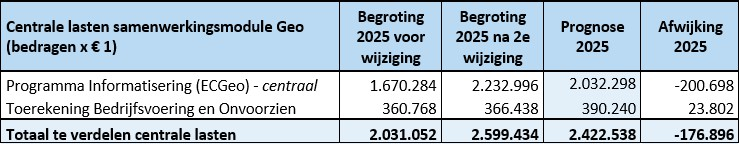 Centrale lasten samenwerkingsmodule Geo (bedragen x € 1) Begroting 2025 voor wijziging Begroting 2025 na 2e wijziging Prognose 2025 Afwijking 2025
Programma Informatisering (ECGeo) - centraal 1.670.284 2.232.996 2.032.298 -200.698
Toerekening Bedrijfsvoering en Onvoorzien 360.768 366.438 390.240 23.802
Totaal te verdelen centrale lasten 2.031.052 2.599.434 2.422.538 -176.896